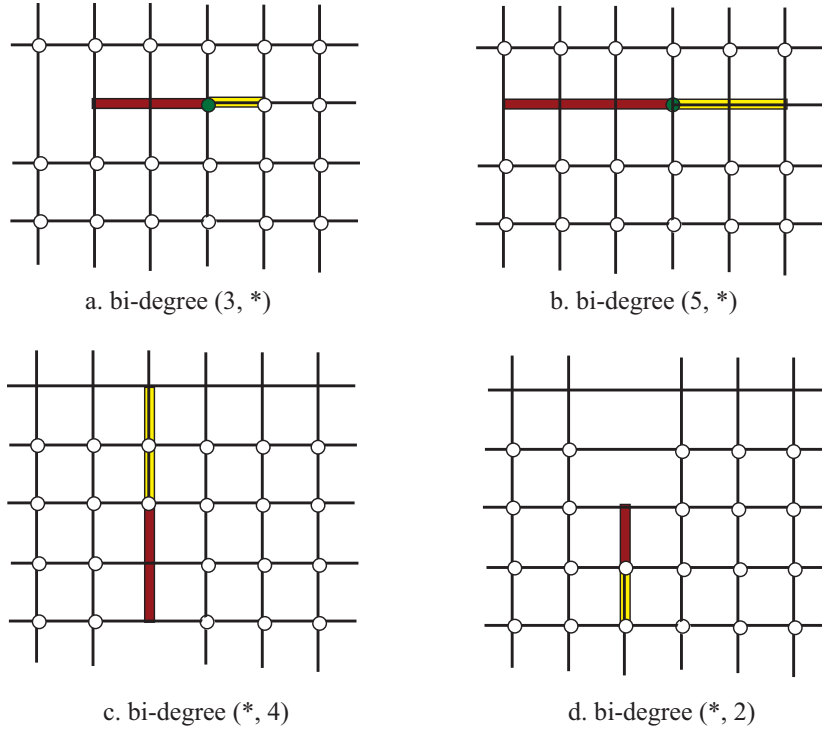 a. bi-degree (3, *)
b. bi-degree (5, *)
c. bi-degree (*, 4)
d. bi-degree (*, 2)